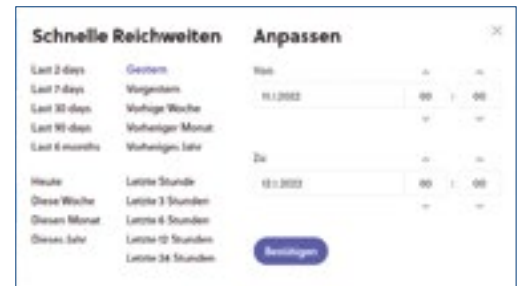 Schnelle Reichweiten
Last 2 days
Last 7 days
Last 30 days
Last 90 days
Last 6 months
Heute
Diese Woche
Diesen Monat
Dieses Jahr
Gestern
Vorgestern
Vorhige Woche
Vorheriger Monat
Vorheriges Jahr
Letzte Stunde
Letzte 3 Stunden
Letzte 6 Stunden
Letzte 12 Stunden
Letzte 24 Stunden
Anpassen
Von
11.1.2022 00 : 00
Zu
12.1.2022 00 : 00
Bestätigen